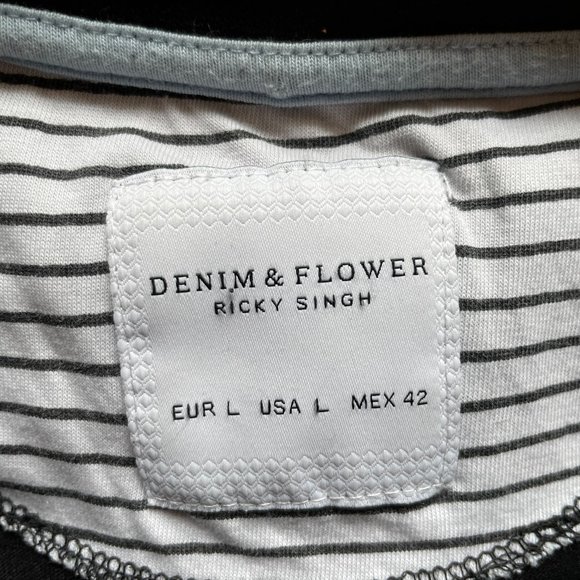 DENIM & FLOWER
RICKY SINGH
EUR L USA L MEX 42